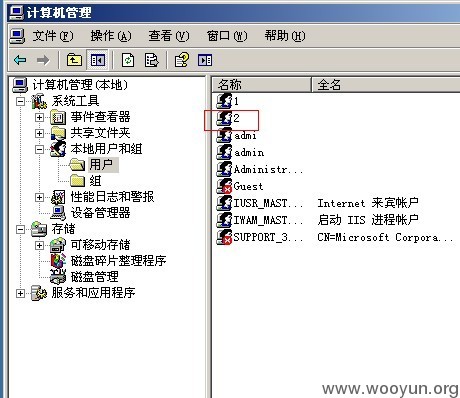 计算机管理
文件(F) 操作(A) 查看(V) 窗口(W) 帮助(H)
计算机管理(本地)
系统工具
事件查看器
共享文件夹
本地用户和组
用户
组
性能日志和警报
设备管理器
存储
可移动存储
磁盘碎片整理程序
磁盘管理
服务和应用程序
名称 全名
1
2
admi
admin
Administr...
Guest
IUSR_MAST... Internet 来宾帐户
IWAM_MAST... 启动 IIS 进程帐户
SUPPORT_3... CN=Microsoft Corpora...
www.wooyun.org